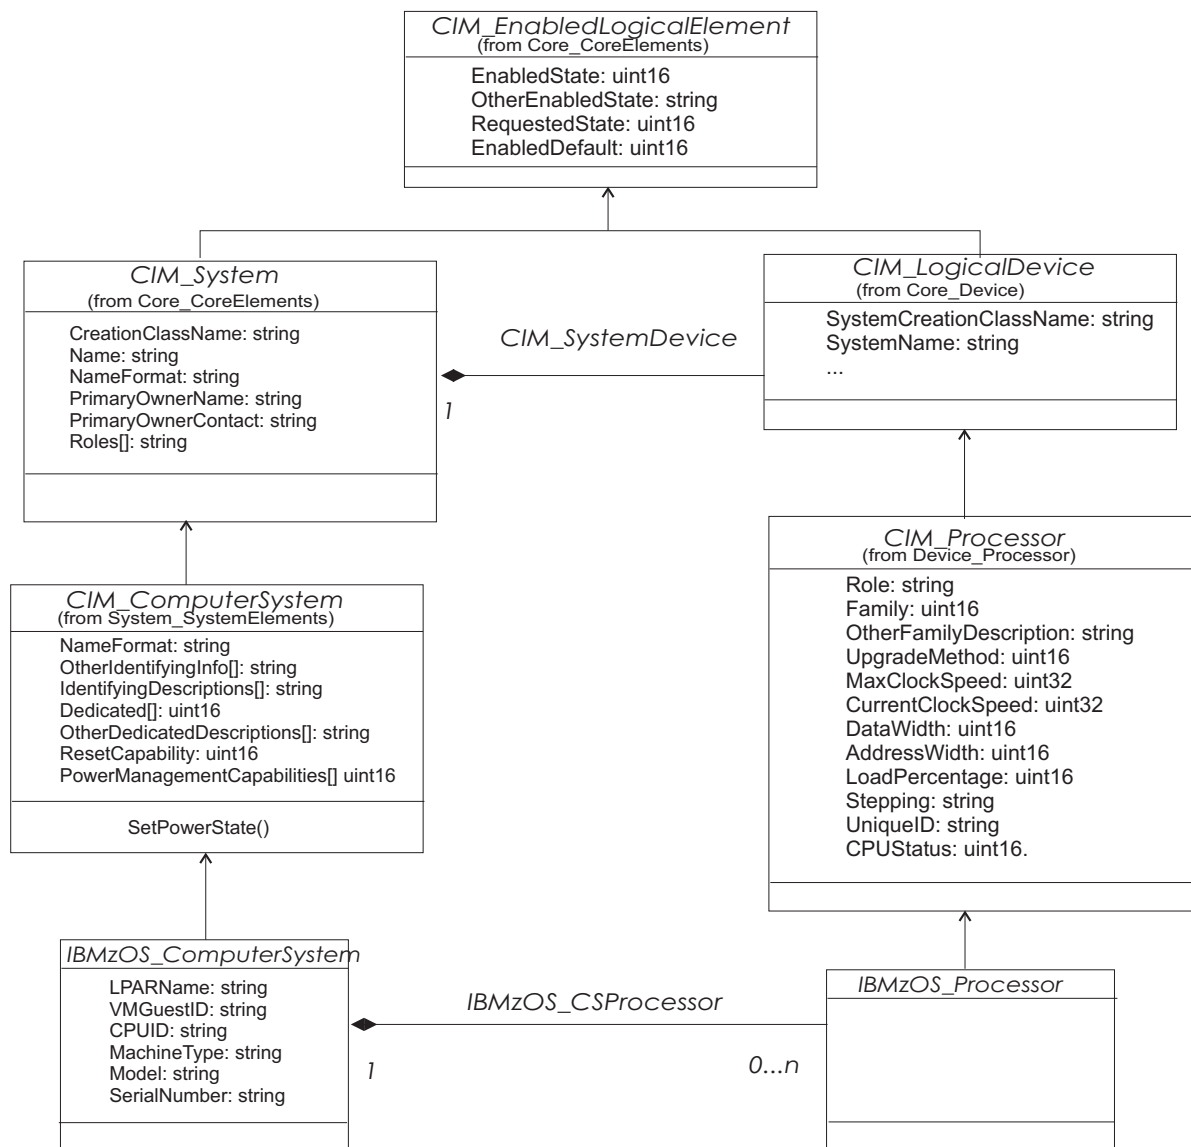 CIM_EnabledLogicalElement
(from Core_CoreElements)
EnabledState: uint16
OtherEnabledState: string
RequestedState: uint16
EnabledDefault: uint16
CIM_System
(from Core_CoreElements)
CreationClassName: string
Name: string
NameFormat: string
PrimaryOwnerName: string
PrimaryOwnerContact: string
Roles[]: string
CIM_SystemDevice
1
CIM_LogicalDevice
(from Core_Device)
SystemCreationClassName: string
SystemName: string
...
CIM_ComputerSystem
(from System_SystemElements)
NameFormat: string
OtherIdentifyingInfo[]: string
IdentifyingDescriptions[]: string
Dedicated[]: uint16
OtherDedicatedDescriptions[]: string
ResetCapability: uint16
PowerManagementCapabilities[] uint16
SetPowerState()
CIM_Processor
(from Device_Processor)
Role: string
Family: uint16
OtherFamilyDescription: string
UpgradeMethod: uint16
MaxClockSpeed: uint32
CurrentClockSpeed: uint32
DataWidth: uint16
AddressWidth: uint16
LoadPercentage: uint16
Stepping: string
UniqueID: string
CPUStatus: uint16.
IBMzOS_ComputerSystem
LPARName: string
VMGuestID: string
CPUID: string
MachineType: string
Model: string
SerialNumber: string
IBMzOS_CSProcessor
1
0...n
IBMzOS_Processor